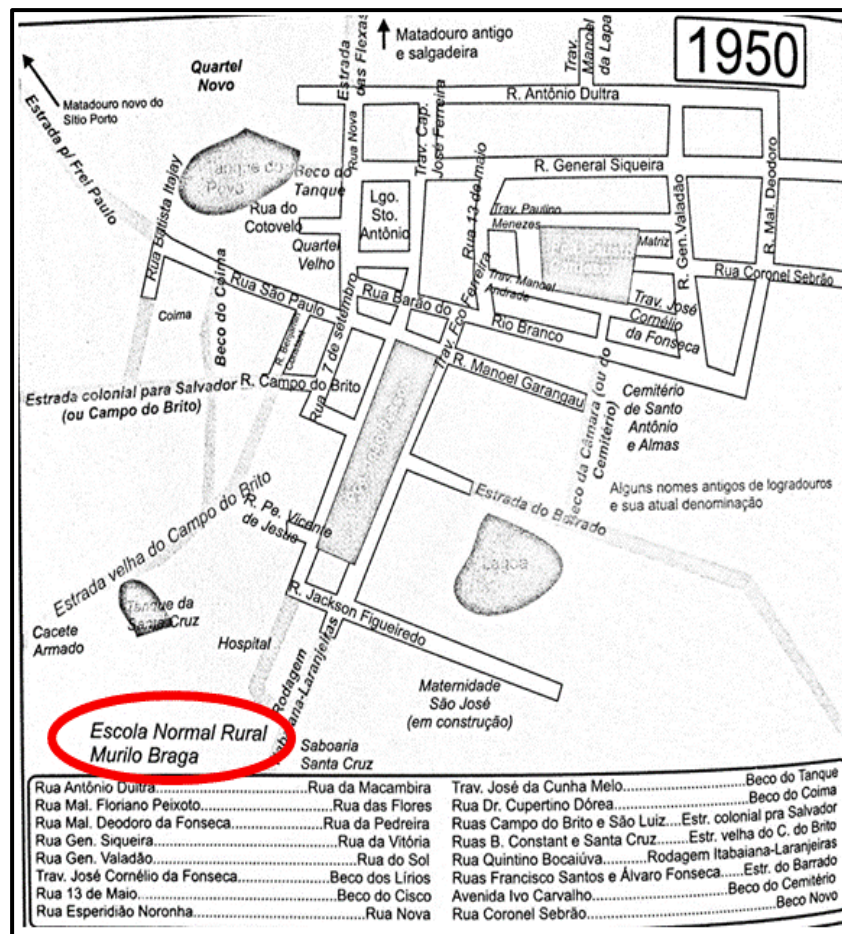 1950
Matadouro antigo
e salgadeira
Estrada
das Flexas
Trav.
Manoel
da Lapa
Quartel
Novo
Matadouro novo do
Sítio Porto
Estrada p/ Frei Paulo
R. Antônio Dultra
Rua Nova
Trav. Cap.
José Ferreira
R. General Siqueira
R. Mal. Deodoro
Tanque do
Povo
Beco do
Tanque
Rua 13 de maio
Rua Batista Itajay
Rua do
Cotovelo
Lgo.
Sto.
Antônio
Trav. Paulino
Menezes
Matriz
R. Gen.Valadão
Quartel
Velho
Rua Coronel Sebrão
Beco do Coima
Rua São Paulo
Rua Barão do
Rio Branco
Trav. Manoel
Andrade
Trav. José
Cornélio
da Fonseca
Coima
Rua 7 de setembro
Trav. Fco Ferreira
R. Manoel Garangau
Estrada colonial para Salvador
(ou Campo do Brito)
R. Campo do Brito
Cemitério
de Santo
Antônio
e Almas
Beco da Câmara (ou do
Cemitério)
Alguns nomes antigos de logradouros
e sua atual denominação
Estrada velha do Campo do Brito
R. Pe. Vicente
de Jesus
Estrada do Barrado
Lagoa
Tanque da
Santa Cruz
R. Jackson Figueiredo
Cacete
Armado
Hospital
Rodagem
Itabaiana-Laranjeiras
Maternidade
São José
(em construção)
Escola Normal Rural
Murilo Braga
Saboaria
Santa Cruz
Rua Antônio Dultra..........Rua da Macambira
Rua Mal. Floriano Peixoto..........Rua das Flores
Rua Mal. Deodoro da Fonseca..........Rua da Pedreira
Rua Gen. Siqueira..........Rua da Vitória
Rua Gen. Valadão..........Rua do Sol
Trav. José Cornélio da Fonseca..........Beco dos Lírios
Rua 13 de Maio..........Beco do Cisco
Rua Esperidião Noronha..........Rua Nova
Trav. José da Cunha Melo..........Beco do Tanque
Rua Dr. Cupertino Dórea..........Beco do Coima
Ruas Campo do Brito e São Luiz....Estr. colonial pra Salvador
Ruas B. Constant e Santa Cruz....Estr. velha do C. do Brito
Rua Quintino Bocaiúva..........Rodagem Itabaiana-Laranjeiras
Ruas Francisco Santos e Álvaro Fonseca....Estr. do Barrado
Avenida Ivo Carvalho..........Beco do Cemitério
Rua Coronel Sebrão..........Beco Novo